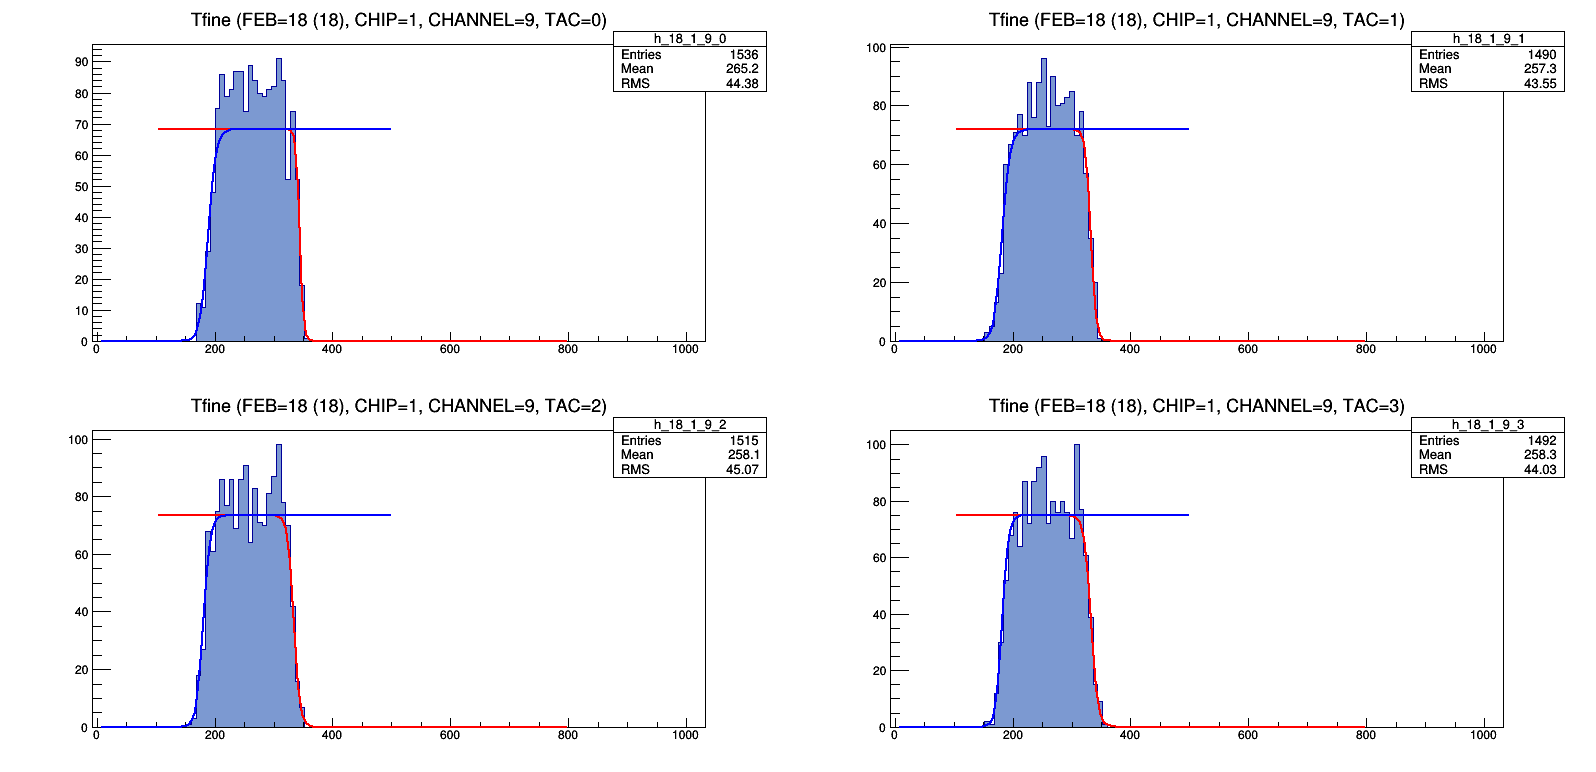 Tfine (FEB=18 (18), CHIP=1, CHANNEL=9, TAC=0)
h_18_1_9_0
Entries 1536
Mean 265.2
RMS 44.38
90
80
70
60
50
40
30
20
10
0
0 200 400 600 800 1000
Tfine (FEB=18 (18), CHIP=1, CHANNEL=9, TAC=1)
h_18_1_9_1
Entries 1490
Mean 257.3
RMS 43.55
100
80
60
40
20
0
0 200 400 600 800 1000
Tfine (FEB=18 (18), CHIP=1, CHANNEL=9, TAC=2)
h_18_1_9_2
Entries 1515
Mean 258.1
RMS 45.07
100
80
60
40
20
0
0 200 400 600 800 1000
Tfine (FEB=18 (18), CHIP=1, CHANNEL=9, TAC=3)
h_18_1_9_3
Entries 1492
Mean 258.3
RMS 44.03
100
80
60
40
20
0
0 200 400 600 800 1000